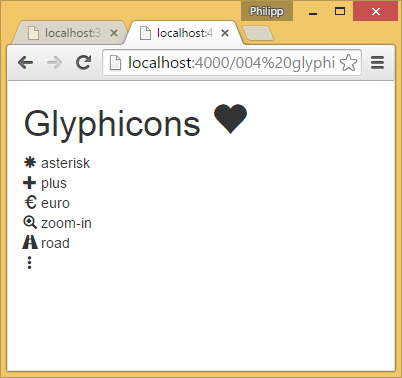 Philipp
localhost:3 localhost:4
localhost:4000/004%20glyphi
Glyphicons
asterisk
plus
€ euro
zoom-in
road